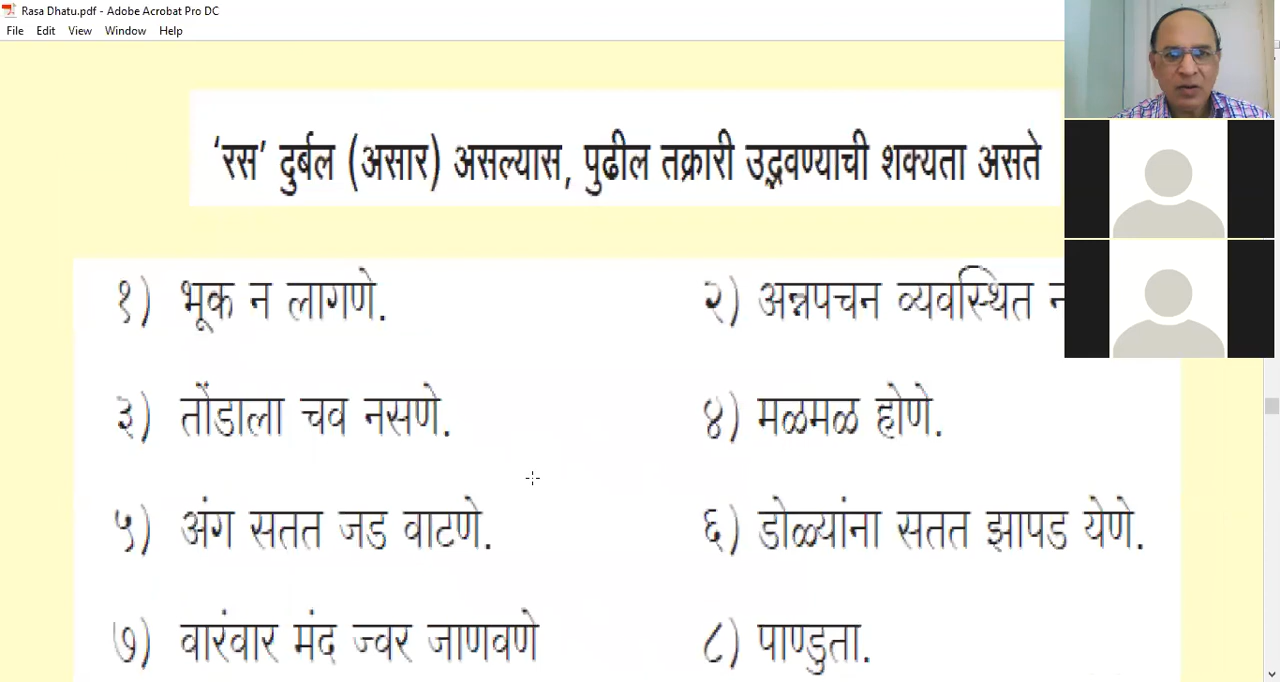 Rasa Dhatu.pdf - Adobe Acrobat Pro DC
File Edit View Window Help
‘रस’ दुर्बल (असार) असल्यास, पुढील तक्रारी उद्भवण्याची शक्यता असते
१) भूक न लागणे.
२) अन्नपचन व्यवस्थित न
३) तोंडाला चव नसणे.
४) मळमळ होणे.
५) अंग सतत जड वाटणे.
६) डोळ्यांना सतत झापड येणे.
७) वारंवार मंद ज्वर जाणवणे
८) पाण्डुता.